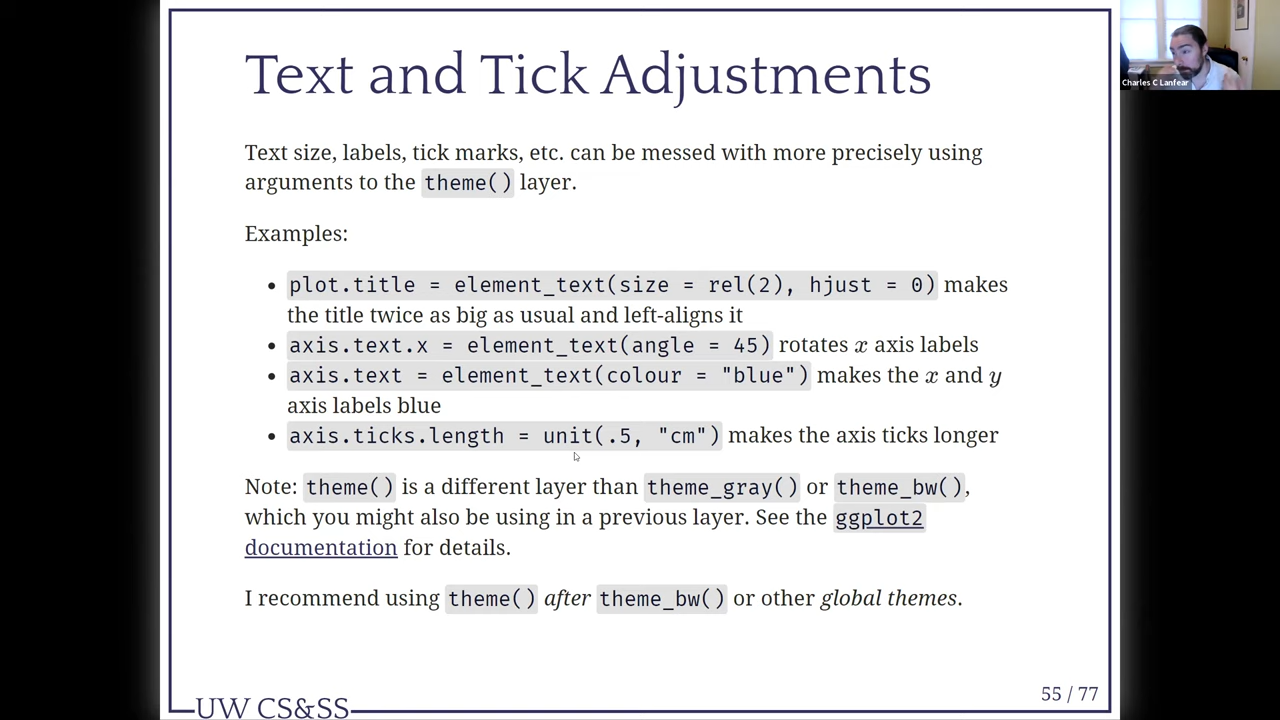 Text and Tick Adjustments
Charles C Lanfear
Text size, labels, tick marks, etc. can be messed with more precisely using
arguments to the theme() layer.
Examples:
• plot.title = element_text(size = rel(2), hjust = 0) makes
the title twice as big as usual and left-aligns it
• axis.text.x = element_text(angle = 45) rotates x axis labels
• axis.text = element_text(colour = "blue") makes the x and y
axis labels blue
• axis.ticks.length = unit(.5, "cm") makes the axis ticks longer
Note: theme() is a different layer than theme_gray() or theme_bw(),
which you might also be using in a previous layer. See the ggplot2
documentation for details.
I recommend using theme() after theme_bw() or other global themes.
55 / 77
UW CS&SS